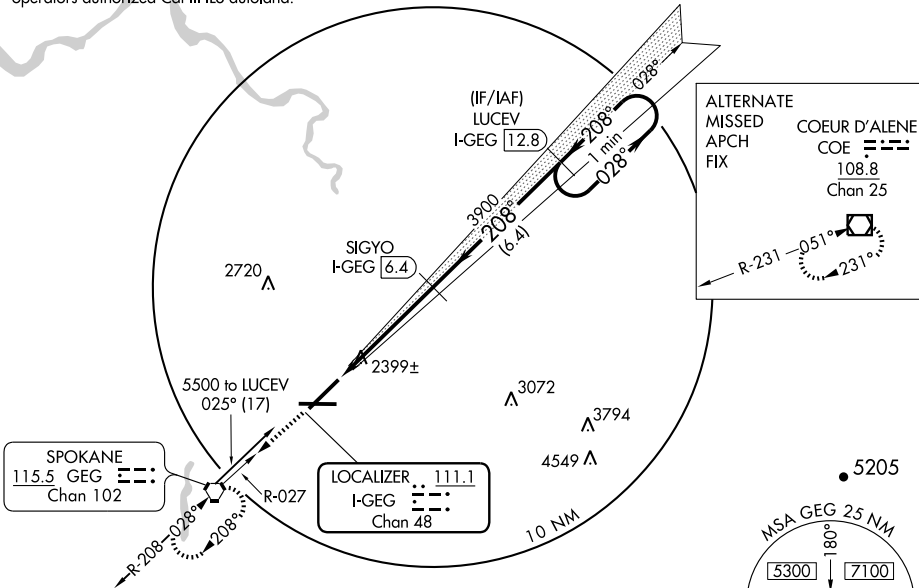 operators authorized Cat III ILS autoland.
(IF/IAF)
LUCEV
I-GEG 12.8
028°
208°
1 min
028°
3900
208°
(6.4)
SIGYO
I-GEG 6.4
ALTERNATE
MISSED
APCH
FIX
COEUR D'ALENE
COE
108.8
Chan 25
R-231
051°
231°
2720
2399±
3072
3794
4549
5205
5500 to LUCEV
025° (17)
SPOKANE
115.5 GEG
Chan 102
R-027
R-208
028°
208°
LOCALIZER 111.1
I-GEG
Chan 48
10 NM
MSA GEG 25 NM
180°
5300
7100